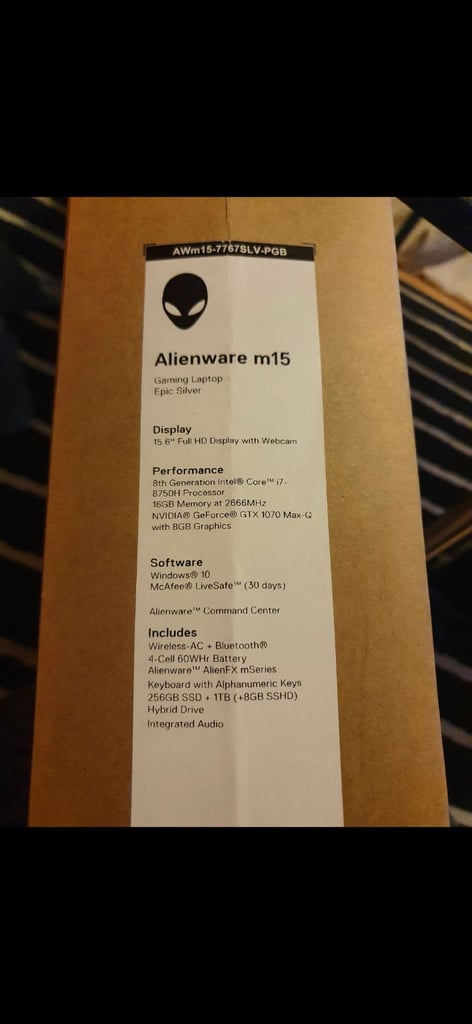 AWm15-7767SLV-PGB
Alienware m15
Gaming Laptop
Epic Silver
Display
15.6" Full HD Display with Webcam
Performance
8th Generation Intel® Core™ i7-
8750H Processor
16GB Memory at 2666MHz
NVIDIA® GeForce® GTX 1070 Max-Q
with 8GB Graphics
Software
Windows® 10
McAfee® LiveSafe™ (30 days)
Alienware™ Command Center
Includes
Wireless-AC + Bluetooth®
4-Cell 60WHr Battery
Alienware™ AlienFX mSeries
Keyboard with Alphanumeric Keys
256GB SSD + 1TB (+8GB SSHD)
Hybrid Drive
Integrated Audio